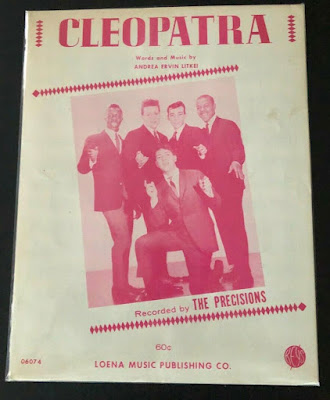 CLEOPATRA
Words and Music by
ANDREA ERVIN LITKEI
Recorded by THE PRECISIONS
60c
06074
LOENA MUSIC PUBLISHING CO.